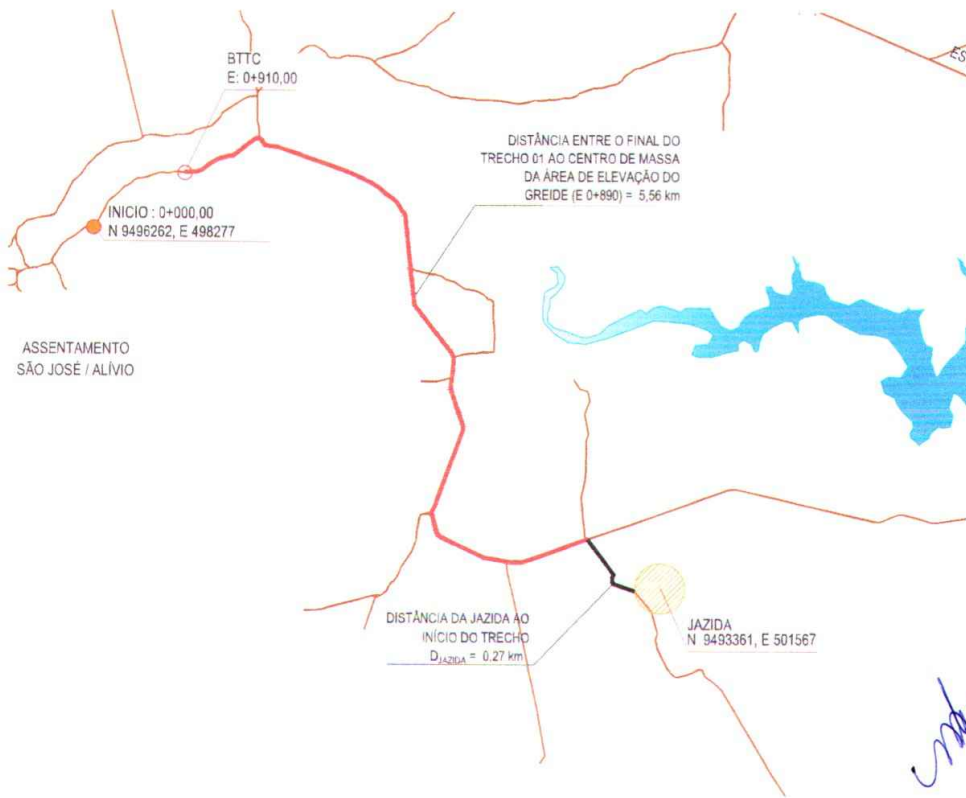 BTTC
E: 0+910,00
DISTÂNCIA ENTRE O FINAL DO
TRECHO 01 AO CENTRO DE MASSA
DA ÁREA DE ELEVAÇÃO DO
GREIDE (E 0+890) = 5,56 km
INICIO : 0+000,00
N 9496262, E 498277
ASSENTAMENTO
SÃO JOSÉ / ALÍVIO
DISTÂNCIA DA JAZIDA AO
INÍCIO DO TRECHO
DJAZIDA = 0,27 km
JAZIDA
N 9493361, E 501567